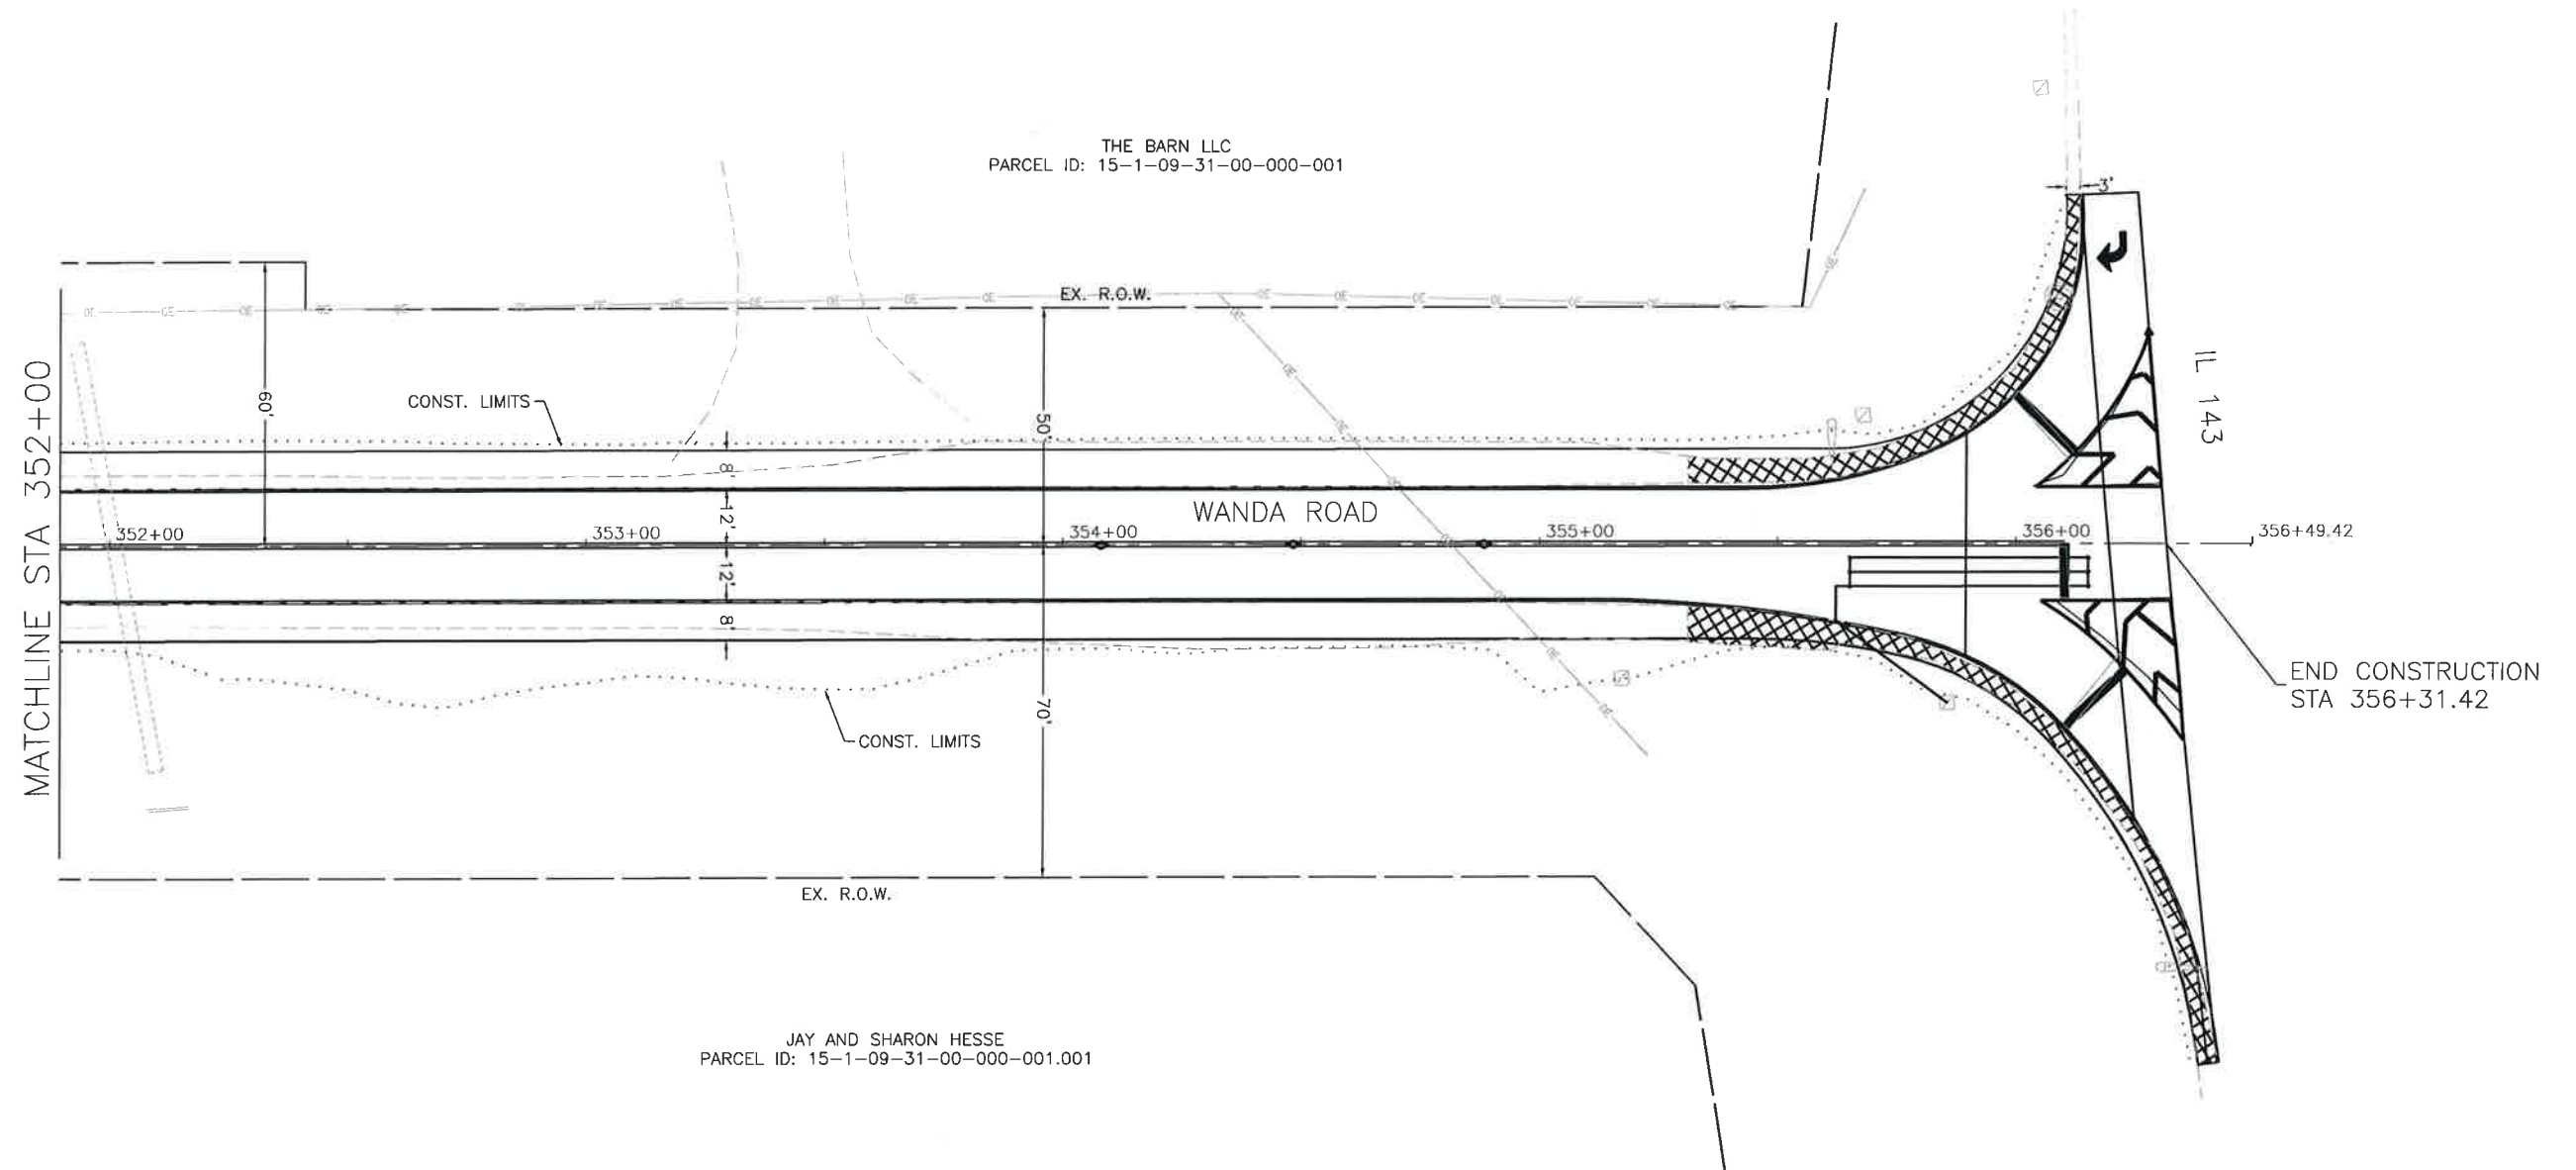 THE BARN LLC
PARCEL ID: 15-1-09-31-00-000-001
3'
EX. R.O.W.
OE
60'
50'
CONST. LIMITS
IL 143
MATCHLINE STA 352+00
8'
12'
WANDA ROAD
352+00
353+00
354+00
355+00
356+00
356+49.42
12'
8'
END CONSTRUCTION
STA 356+31.42
70'
CONST. LIMITS
EX. R.O.W.
JAY AND SHARON HESSE
PARCEL ID: 15-1-09-31-00-000-001.001